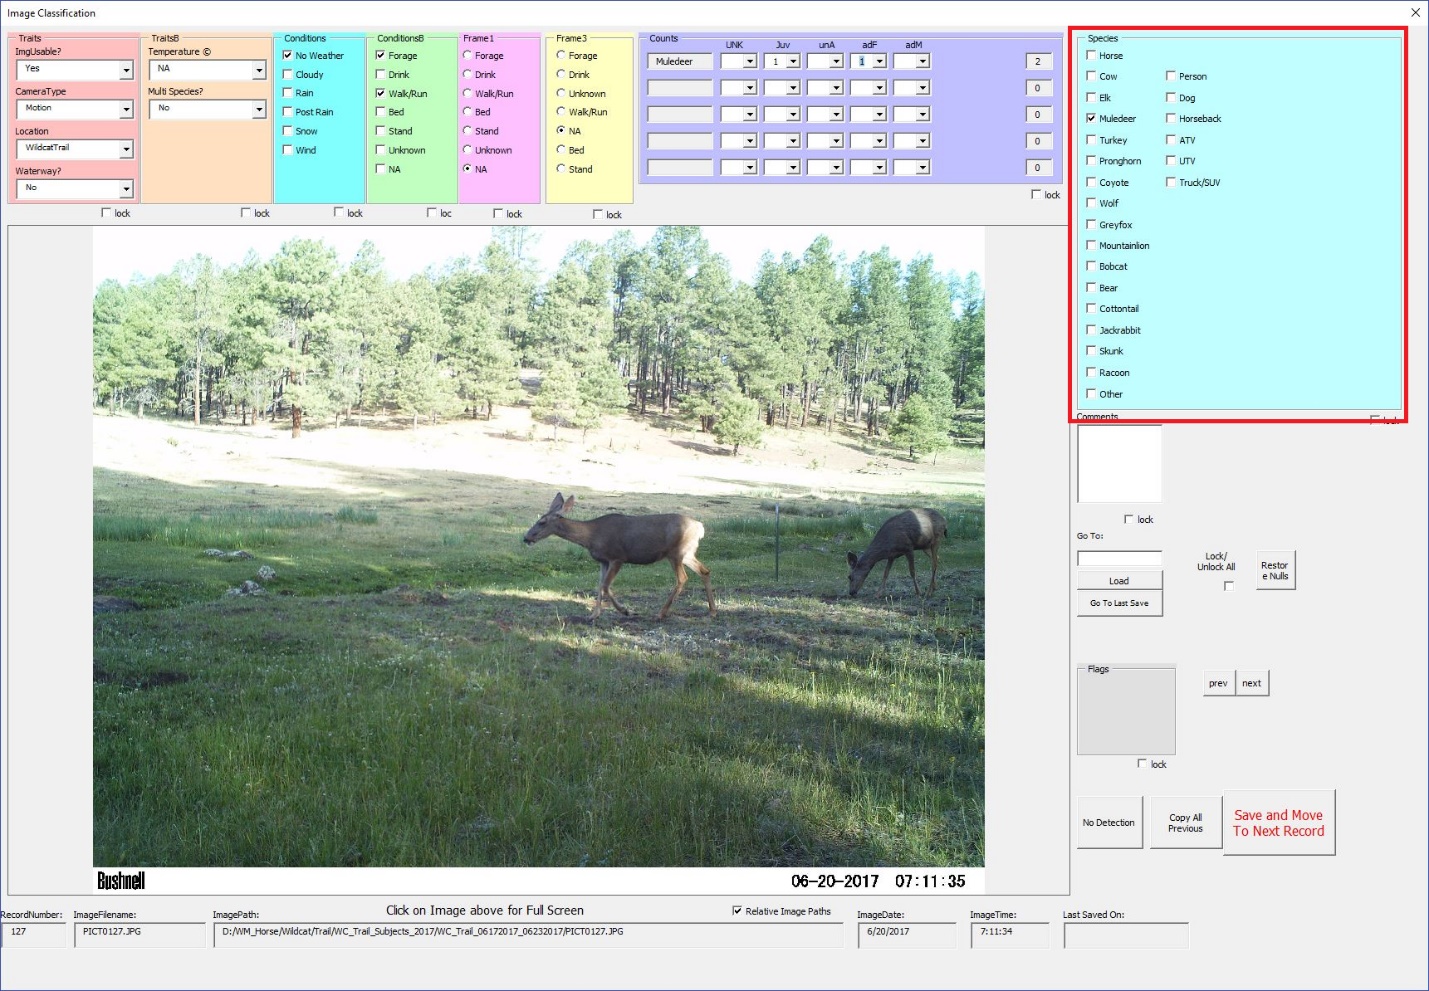 Image Classification
Traits
ImgUsable?
Yes
CameraType
Motion
Location
WildcatTrail
Waterway?
No
lock
TraitsB
Temperature ©
NA
Multi Species?
No
lock
Conditions
No Weather
Cloudy
Rain
Post Rain
Snow
Wind
lock
ConditionsB
Forage
Drink
Walk/Run
Bed
Stand
Unknown
NA
loc
Frame1
Forage
Drink
Walk/Run
Bed
Stand
Unknown
NA
lock
Frame3
Forage
Drink
Unknown
Walk/Run
NA
Bed
Stand
lock
Counts
UNK Juv unA adF adM
Muledeer 1 1 2
0
0
0
0
lock
Species
Horse
Cow
Elk
Muledeer
Turkey
Pronghorn
Coyote
Wolf
Greyfox
Mountainlion
Bobcat
Bear
Cottontail
Jackrabbit
Skunk
Racoon
Other
Person
Dog
Horseback
ATV
UTV
Truck/SUV
Comments
lock
Go To:
Load
Go To Last Save
Lock/
Unlock All
Restor
e Nulls
Flags
lock
prev next
No Detection
Copy All
Previous
Save and Move
To Next Record
Bushnell 06-20-2017 07:11:35
Click on Image above for Full Screen
Relative Image Paths
RecordNumber: ImageFilename: ImagePath: ImageDate: ImageTime: Last Saved On:
127 PICT0127.JPG D:/WM_Horse/Wildcat/Trail/WC_Trail_Subjects_2017/WC_Trail_06172017_06232017/PICT0127.JPG 6/20/2017 7:11:34